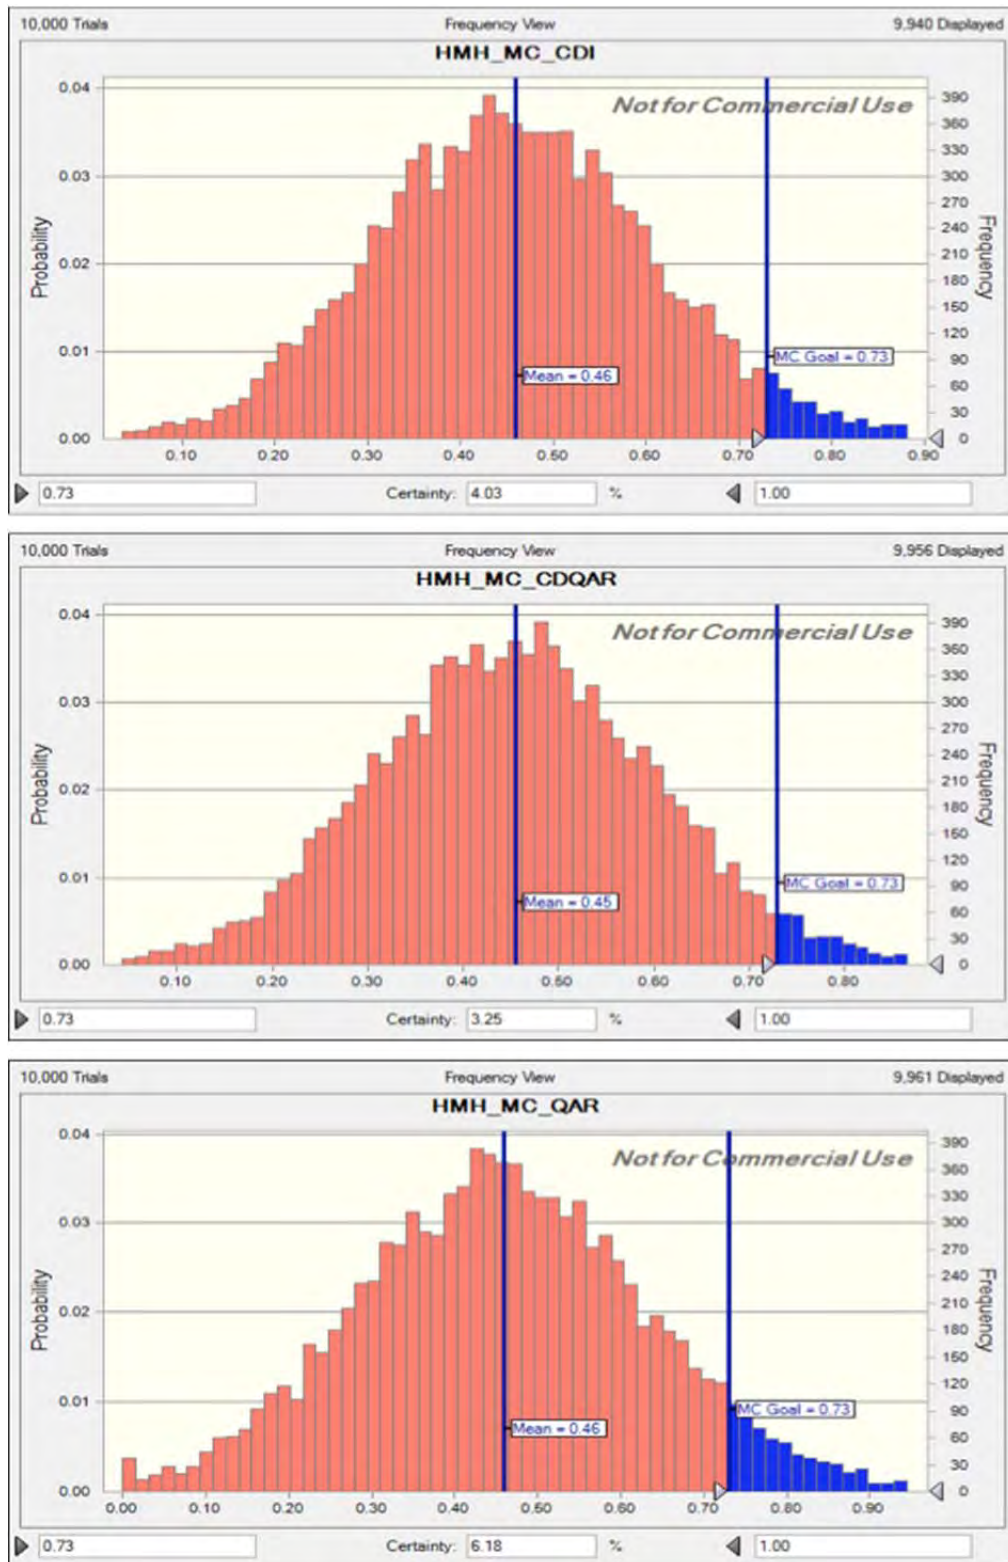 10,000 Trials Frequency View 9,940 Displayed
HMH_MC_CDI
Not for Commercial Use
0.04
0.03
0.02
0.01
0.00
Probability
390
360
330
300
270
240
210
180
150
120
90
60
30
0
Frequency
MC Goal = 0.73
Mean = 0.46
0.10 0.20 0.30 0.40 0.50 0.60 0.70 0.80 0.90
0.73 Certainty: 4.03 % 1.00
10,000 Trials Frequency View 9,956 Displayed
HMH_MC_CDQAR
Not for Commercial Use
0.04
0.03
0.02
0.01
0.00
Probability
390
360
330
300
270
240
210
180
150
120
90
60
30
0
Frequency
MC Goal = 0.73
Mean = 0.45
0.10 0.20 0.30 0.40 0.50 0.60 0.70 0.80
0.73 Certainty: 3.25 % 1.00
10,000 Trials Frequency View 9,961 Displayed
HMH_MC_QAR
Not for Commercial Use
0.04
0.03
0.02
0.01
0.00
Probability
390
360
330
300
270
240
210
180
150
120
90
60
30
0
Frequency
MC Goal = 0.73
Mean = 0.46
0.00 0.10 0.20 0.30 0.40 0.50 0.60 0.70 0.80 0.90
0.73 Certainty: 6.18 % 1.00